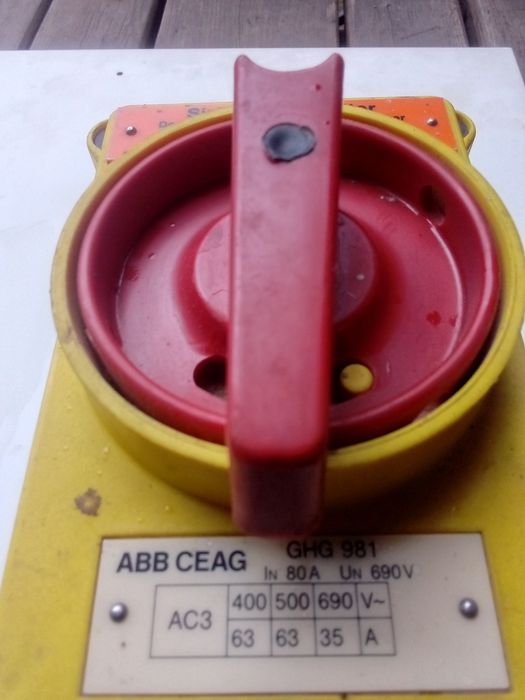 ABB CEAG GHG 981
IN 80A UN 690V
AC3 400 500 690 V~
63 63 35 A